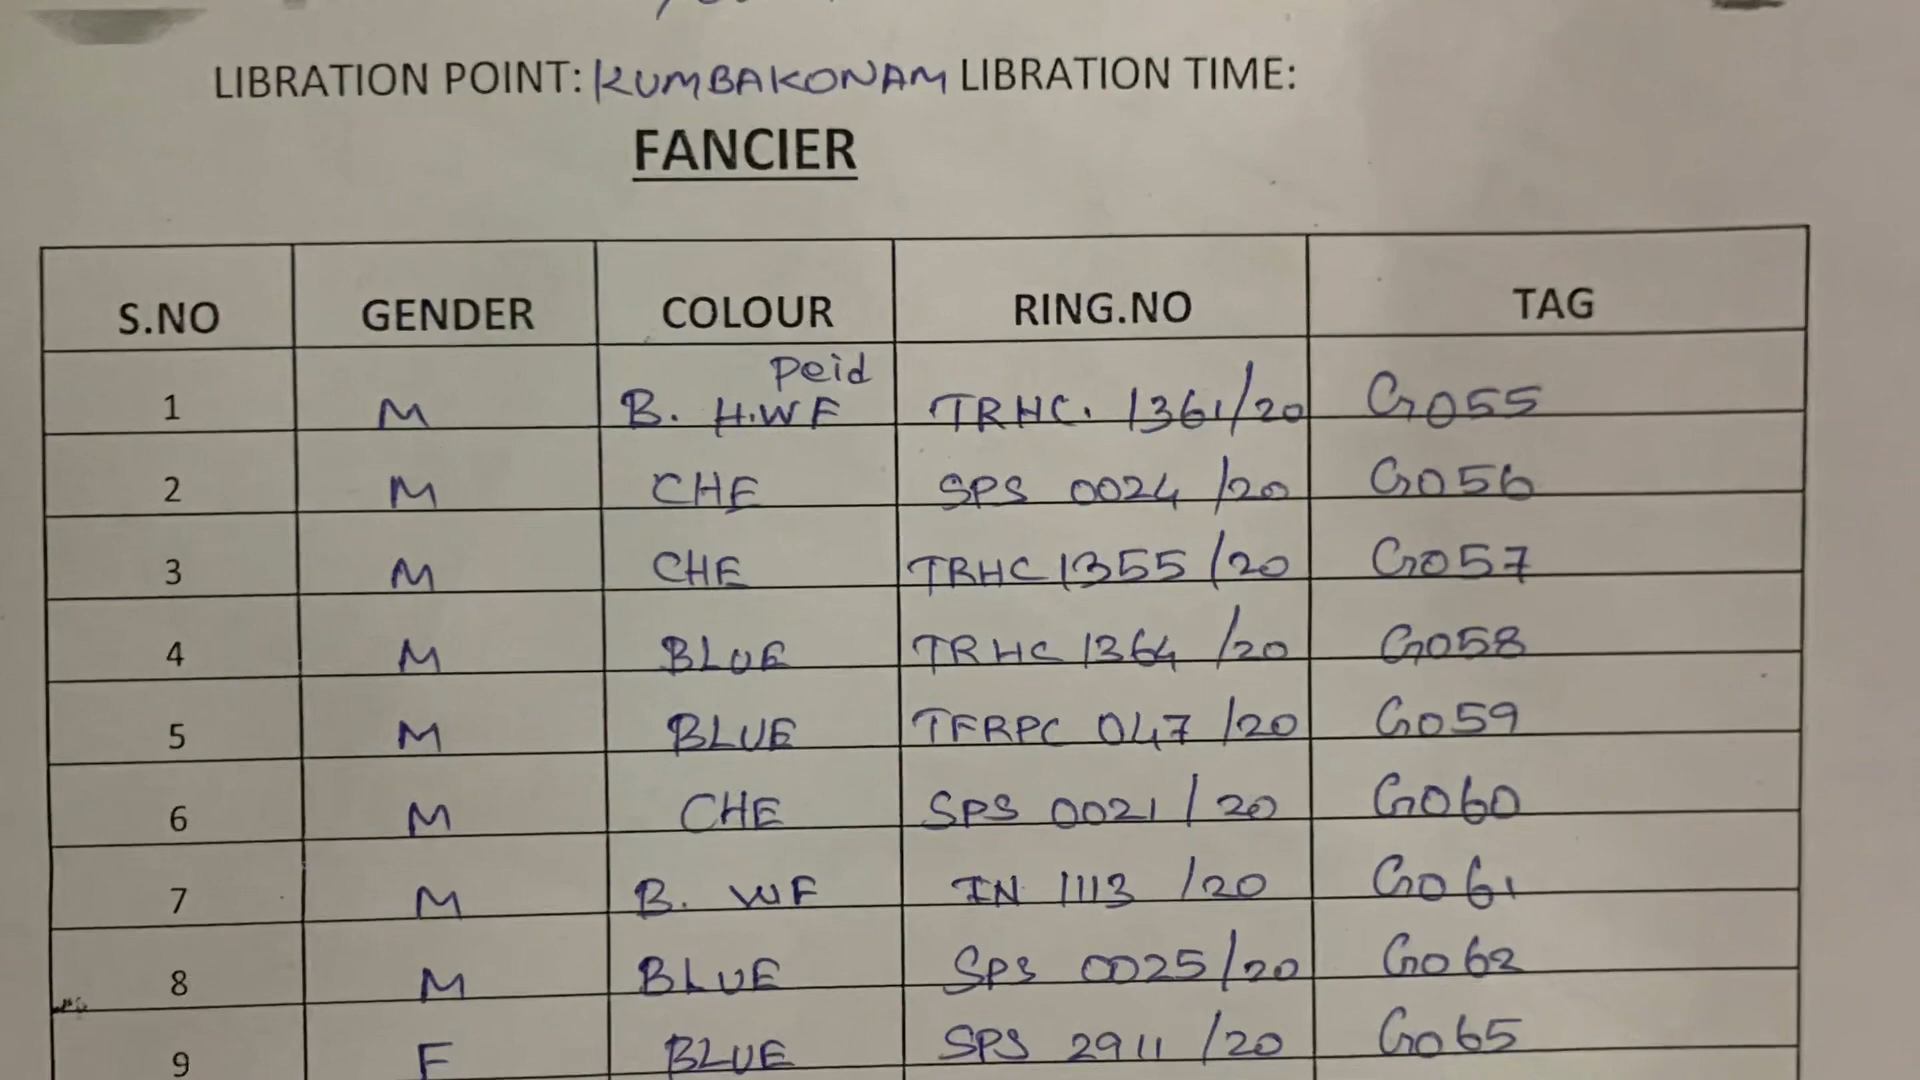 LIBRATION POINT: KUMBAKONAM LIBRATION TIME:
FANCIER
S.NO GENDER COLOUR RING.NO TAG
Peid
1 M B. H.WF TRHC. 1361/20 G055
2 M CHE SPS 0024 /20 G056
3 M CHE TRHC 1355 /20 G057
4 M BLUE TRHC 1364 /20 G058
5 M BLUE TFRPC 047 /20 G059
6 M CHE SPS 0021 / 20 G060
7 M B. WF IN 1113 /20 G061
8 M BLUE SPS 0025/20 G062
9 F BLUE SPS 2911 /20 G065